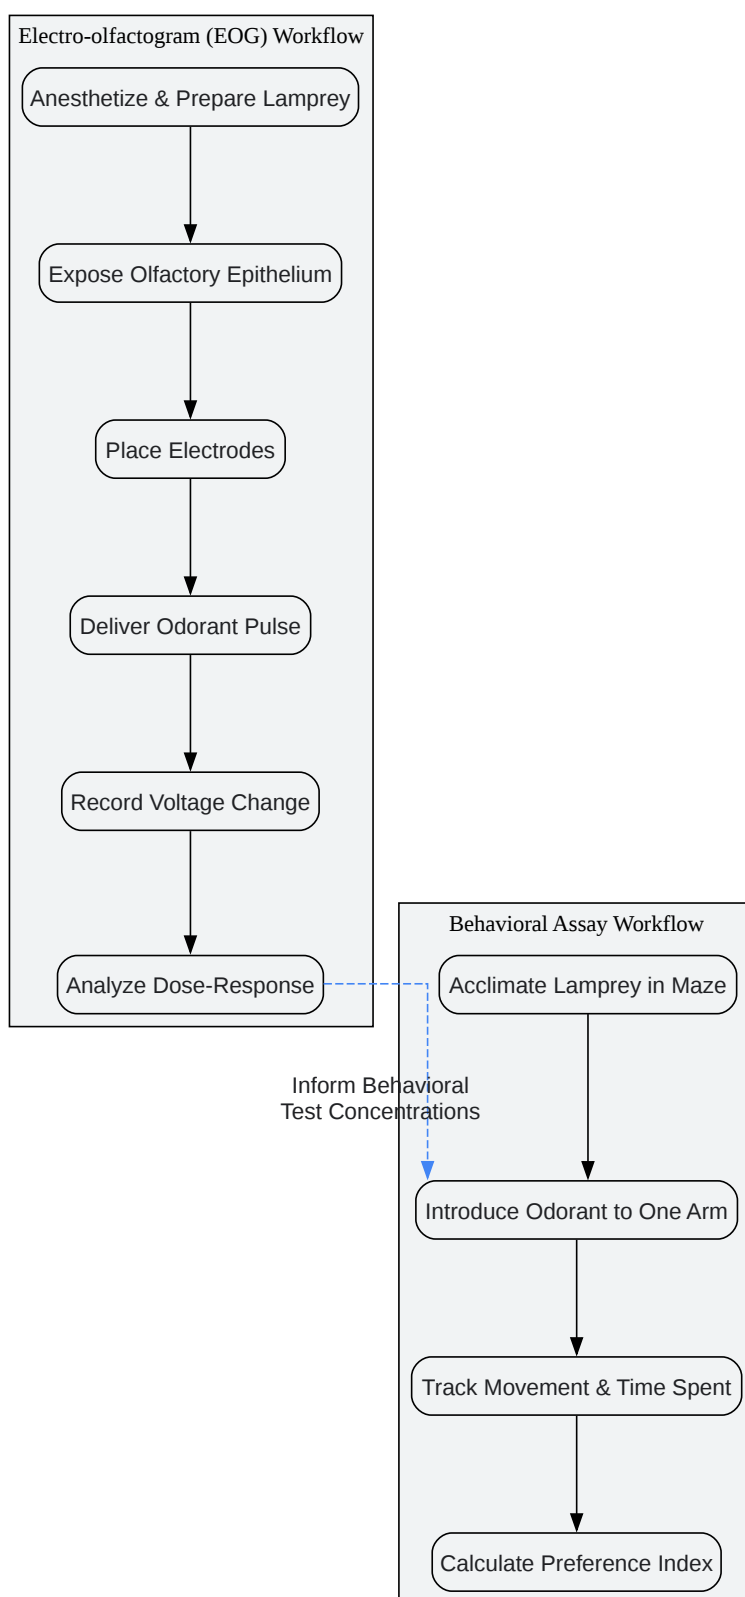 Electro-olfactogram (EOG) Workflow
Anesthetize & Prepare Lamprey
Expose Olfactory Epithelium
Place Electrodes
Deliver Odorant Pulse
Record Voltage Change
Analyze Dose-Response
Inform Behavioral
Test Concentrations
Behavioral Assay Workflow
Acclimate Lamprey in Maze
Introduce Odorant to One Arm
Track Movement & Time Spent
Calculate Preference Index